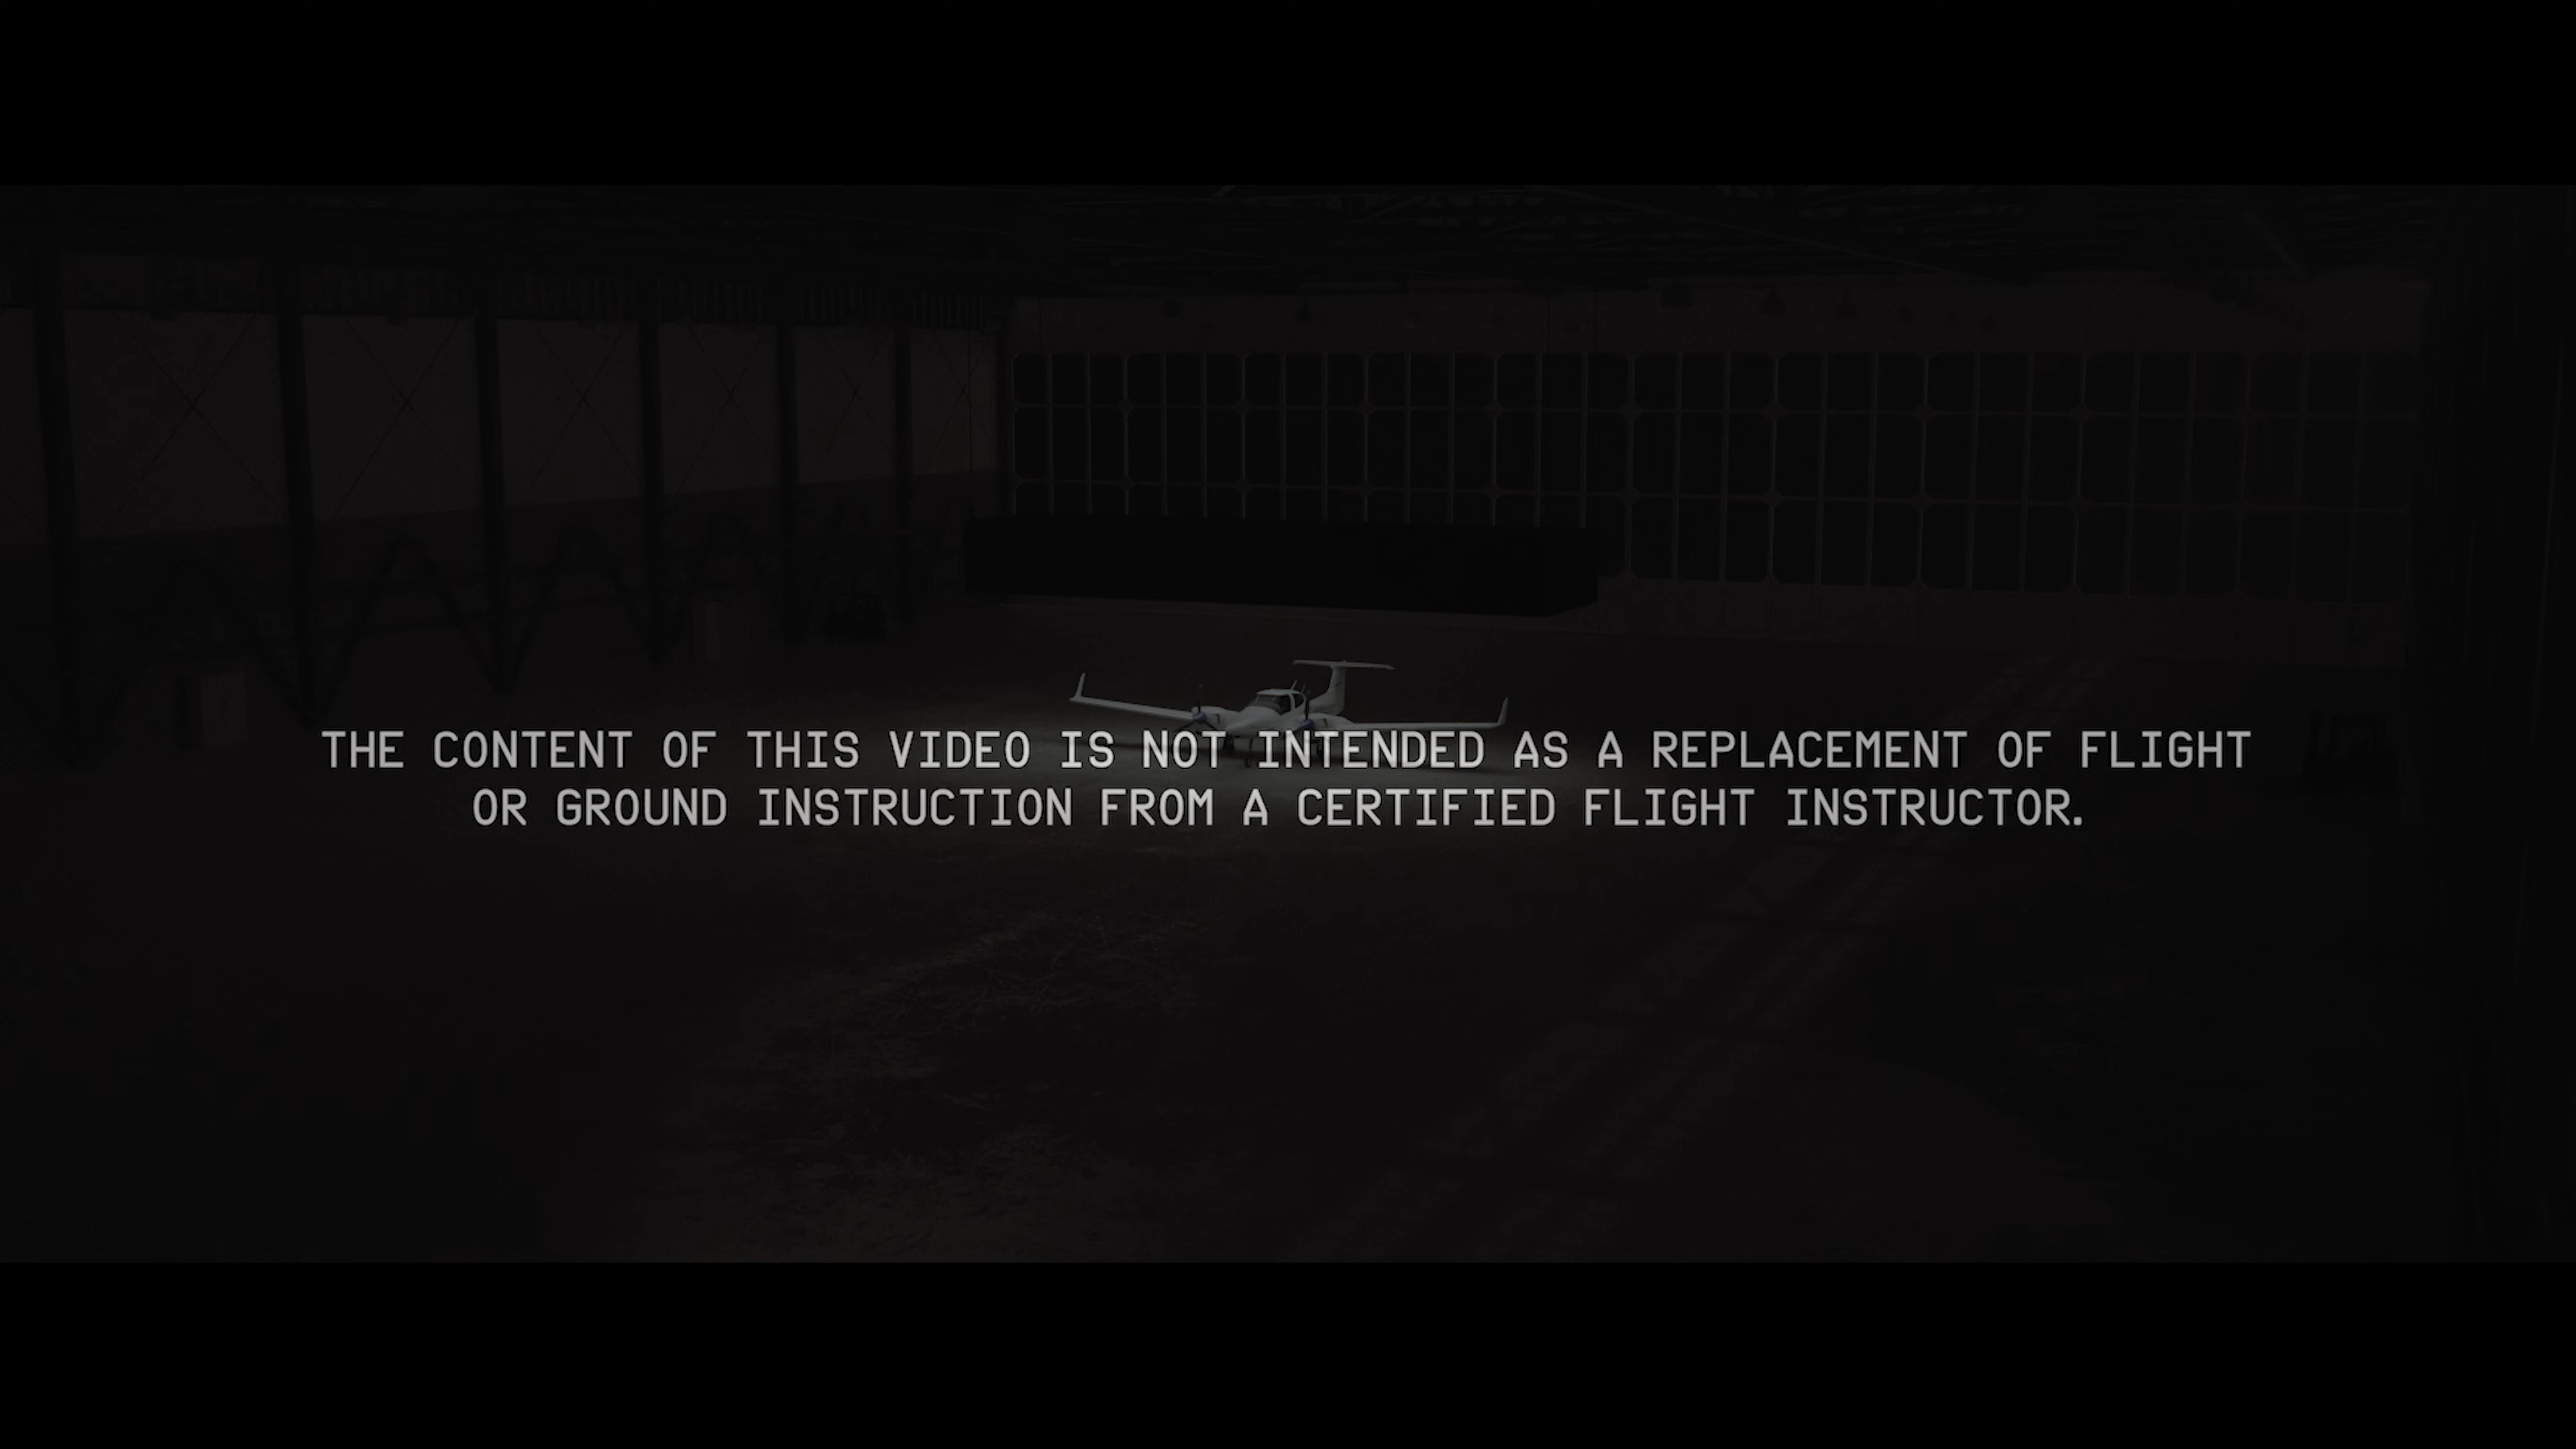 THE CONTENT OF THIS VIDEO IS NOT INTENDED AS A REPLACEMENT OF FLIGHT
OR GROUND INSTRUCTION FROM A CERTIFIED FLIGHT INSTRUCTOR.